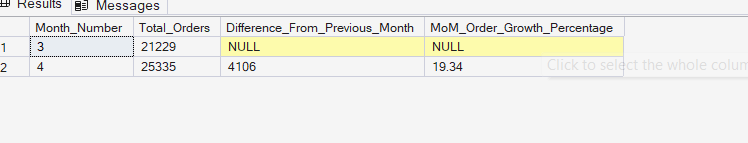 Results Messages
Month_Number Total_Orders Difference_From_Previous_Month MoM_Order_Growth_Percentage
1 3 21229 NULL NULL
2 4 25335 4106 19.34
Click to select the whole colum